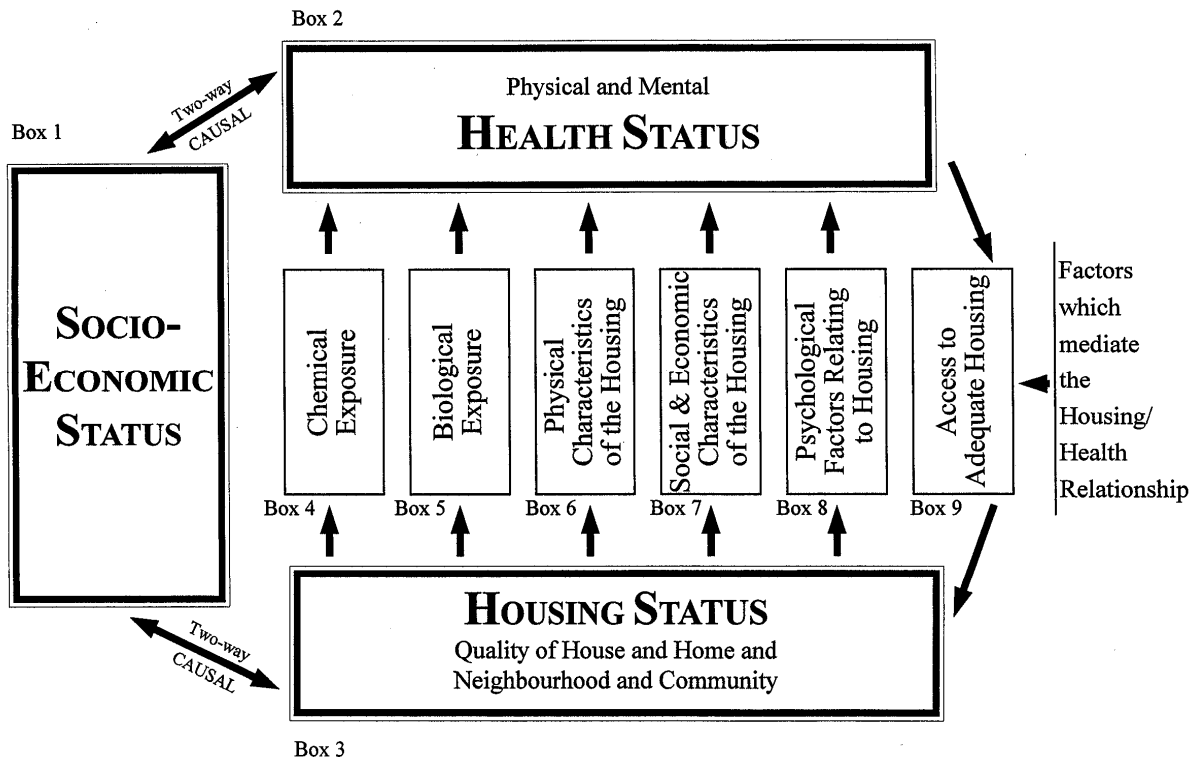 Box 2
Physical and Mental
HEALTH STATUS
Two-way
CAUSAL
Box 1
SOCIO-
ECONOMIC
STATUS
Chemical
Exposure
Box 4
Biological
Exposure
Box 5
Physical
Characteristics
of the Housing
Box 6
Social & Economic
Characteristics
of the Housing
Box 7
Psychological
Factors Relating
to Housing
Box 8
Access to
Adequate Housing
Box 9
Factors
which
mediate
the
Housing/
Health
Relationship
Two-way
CAUSAL
HOUSING STATUS
Quality of House and Home and
Neighbourhood and Community
Box 3